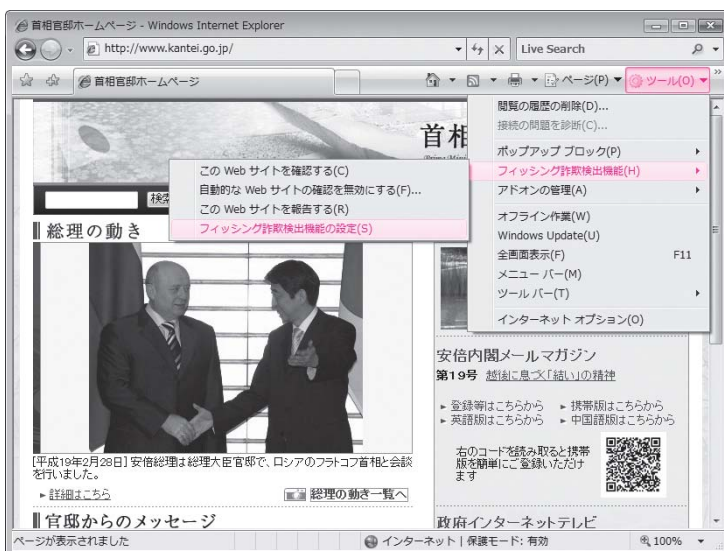 首相官邸ホームページ - Windows Internet Explorer
http://www.kantei.go.jp/
Live Search
首相官邸ホームページ
ページ(P)
ツール(O)
閲覧の履歴の削除(D)...
接続の問題を診断(C)...
ポップアップ ブロック(P)
フィッシング詐欺検出機能(H)
アドオンの管理(A)
オフライン作業(W)
Windows Update(U)
全画面表示(F) F11
メニュー バー(M)
ツール バー(T)
インターネット オプション(O)
この Web サイトを確認する(C)
自動的な Web サイトの確認を無効にする(F)...
この Web サイトを報告する(R)
フィッシング詐欺検出機能の設定(S)
首相
総理の動き
[平成19年2月28日]安倍総理は総理大臣官邸で、ロシアのフラトコフ首相と会談
を行いました。
詳細はこちら
総理の動き一覧へ
官邸からのメッセージ
安倍内閣メールマガジン
第19号 越後に息づく「結い」の精神
登録等はこちらから 携帯版はこちらから
英語版はこちらから 中国語版はこちらから
右のコードを読み取ると携帯
版を簡単にご登録いただけ
ます
政府インターネットテレビ
ページが表示されました
インターネット | 保護モード: 有効
100%